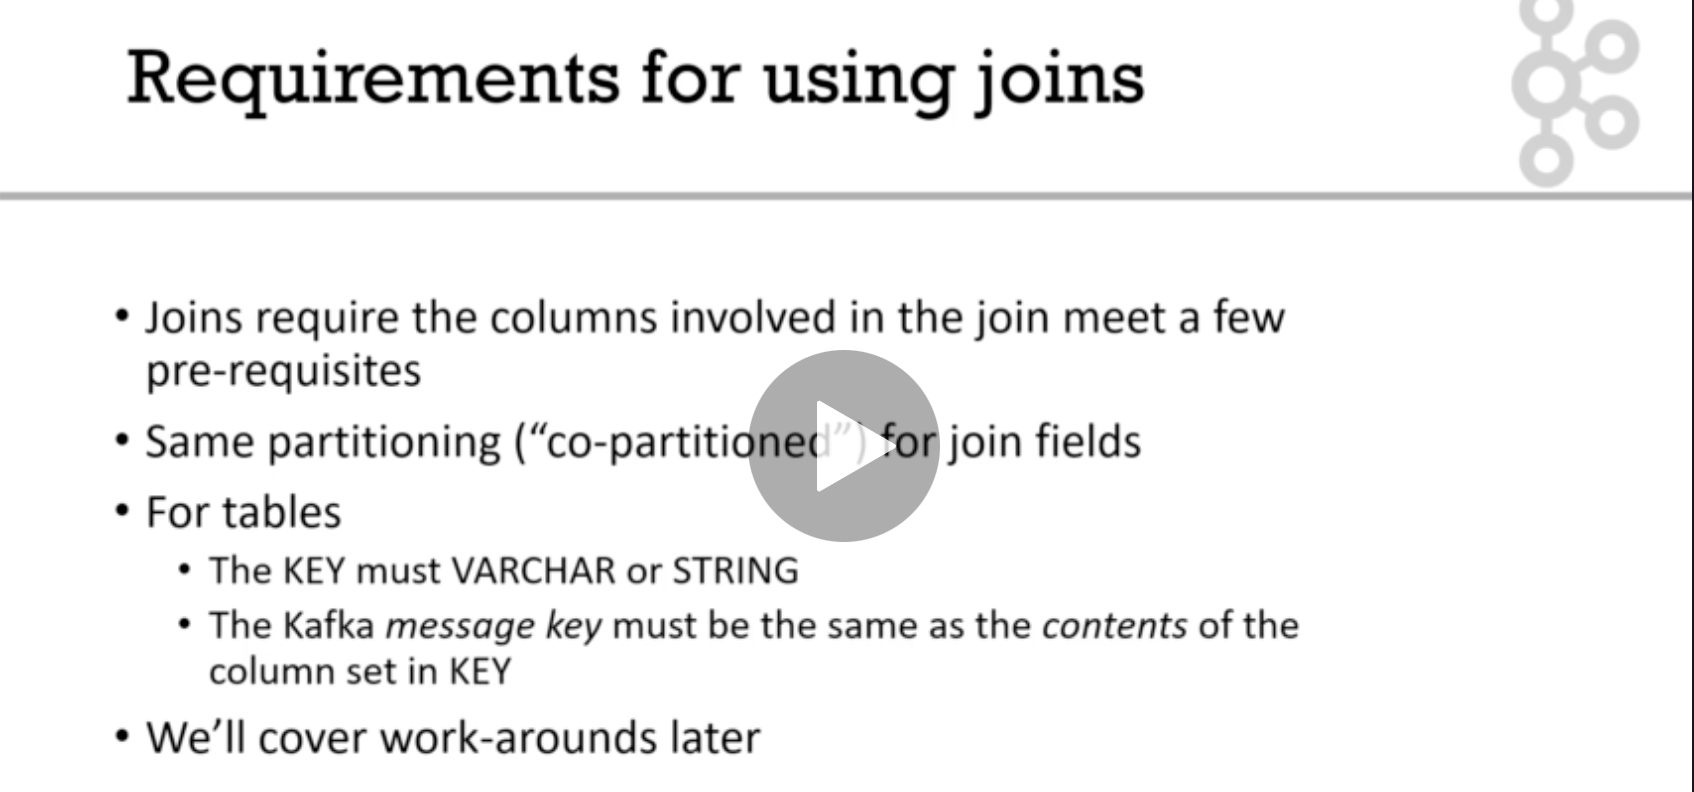 Requirements for using joins
• Joins require the columns involved in the join meet a few
pre-requisites
• Same partitioning (“co-partitioned”) for join fields
• For tables
• The KEY must VARCHAR or STRING
• The Kafka message key must be the same as the contents of the
column set in KEY
• We’ll cover work-arounds later